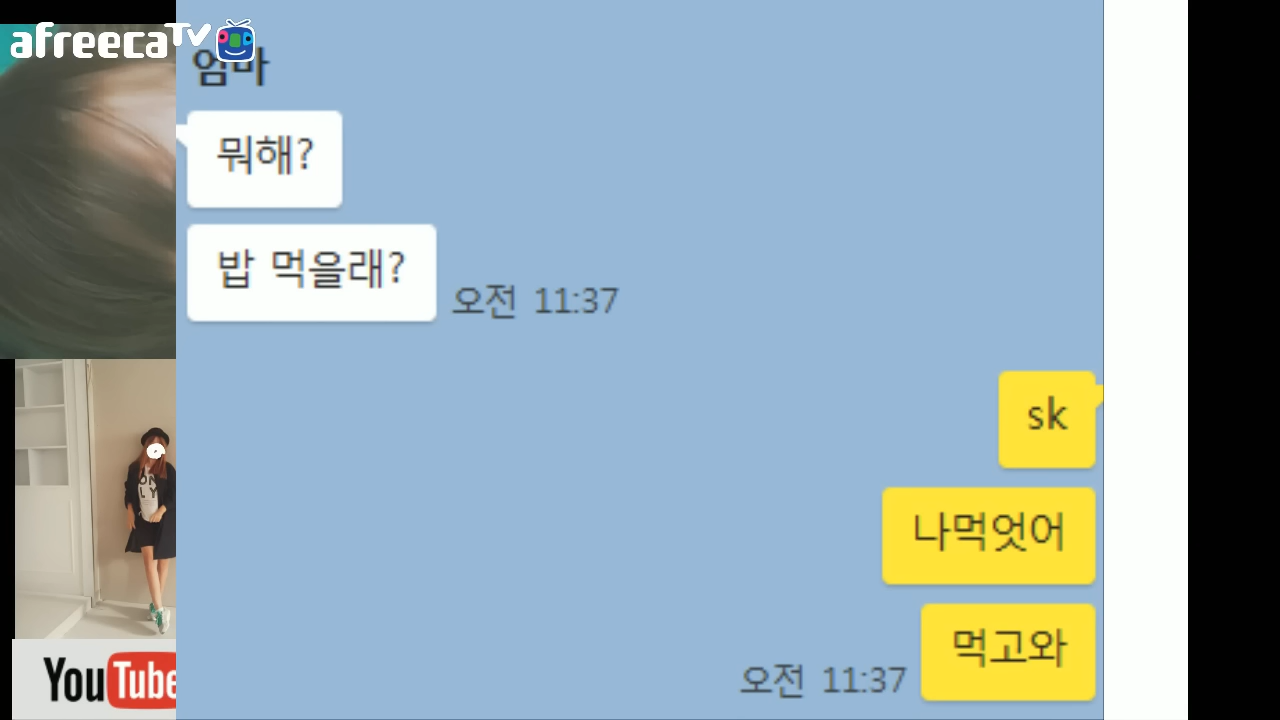 afreecaTV
엄마
뭐해?
밥 먹을래?
오전 11:37
sk
나먹엇어
먹고와
오전 11:37
ONLY
YouTube